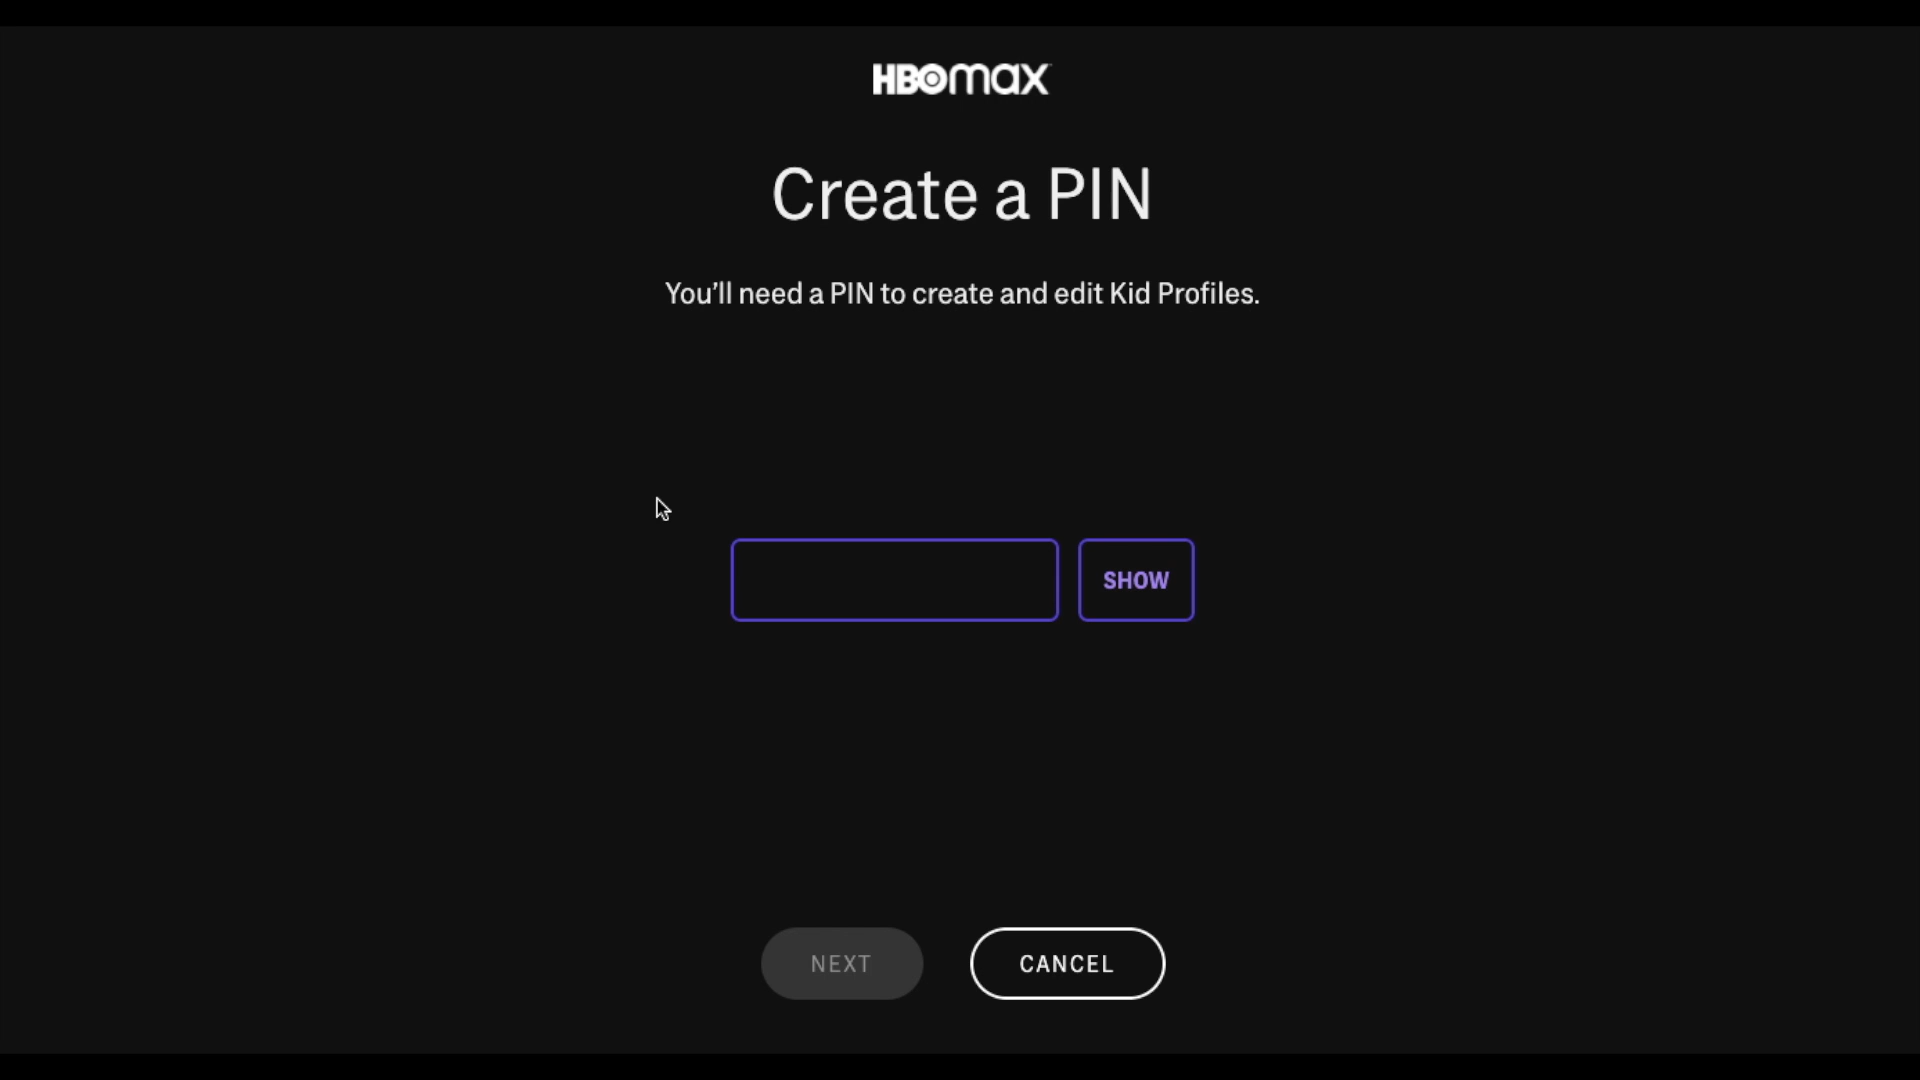 HBOmax
Create a PIN
You'll need a PIN to create and edit Kid Profiles.
SHOW
NEXT
CANCEL